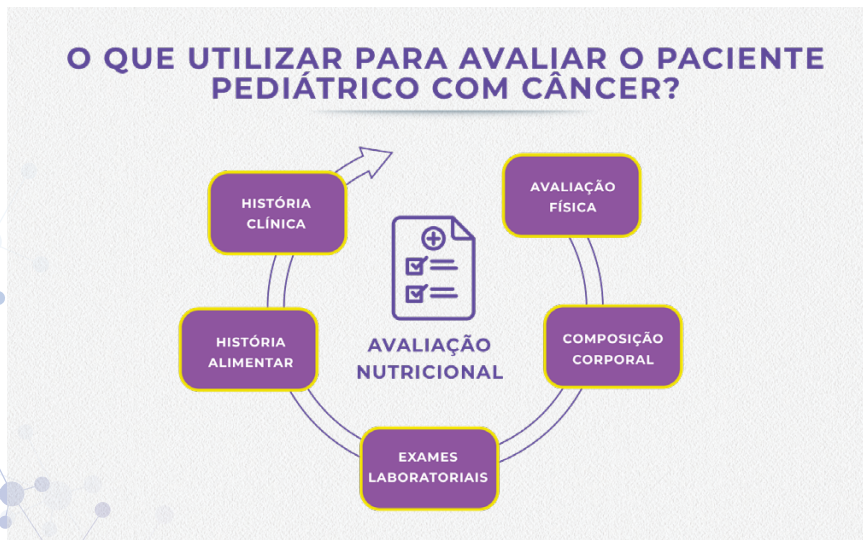 O QUE UTILIZAR PARA AVALIAR O PACIENTE
PEDIÁTRICO COM CÂNCER?
HISTÓRIA
CLÍNICA
AVALIAÇÃO
FÍSICA
HISTÓRIA
ALIMENTAR
AVALIAÇÃO
NUTRICIONAL
COMPOSIÇÃO
CORPORAL
EXAMES
LABORATORIAIS